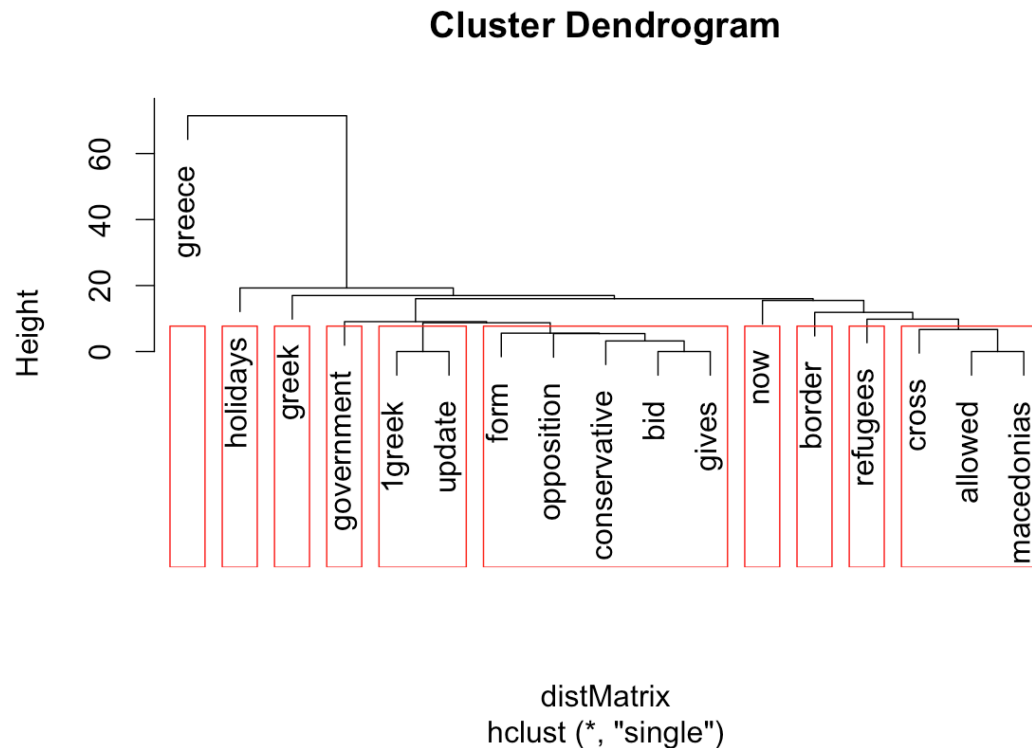 Cluster Dendrogram
Height
60
40
20
0
greece
holidays
greek
government
1greek
update
form
opposition
conservative
bid
gives
now
border
refugees
cross
allowed
macedonias
distMatrix
hclust (*, "single")